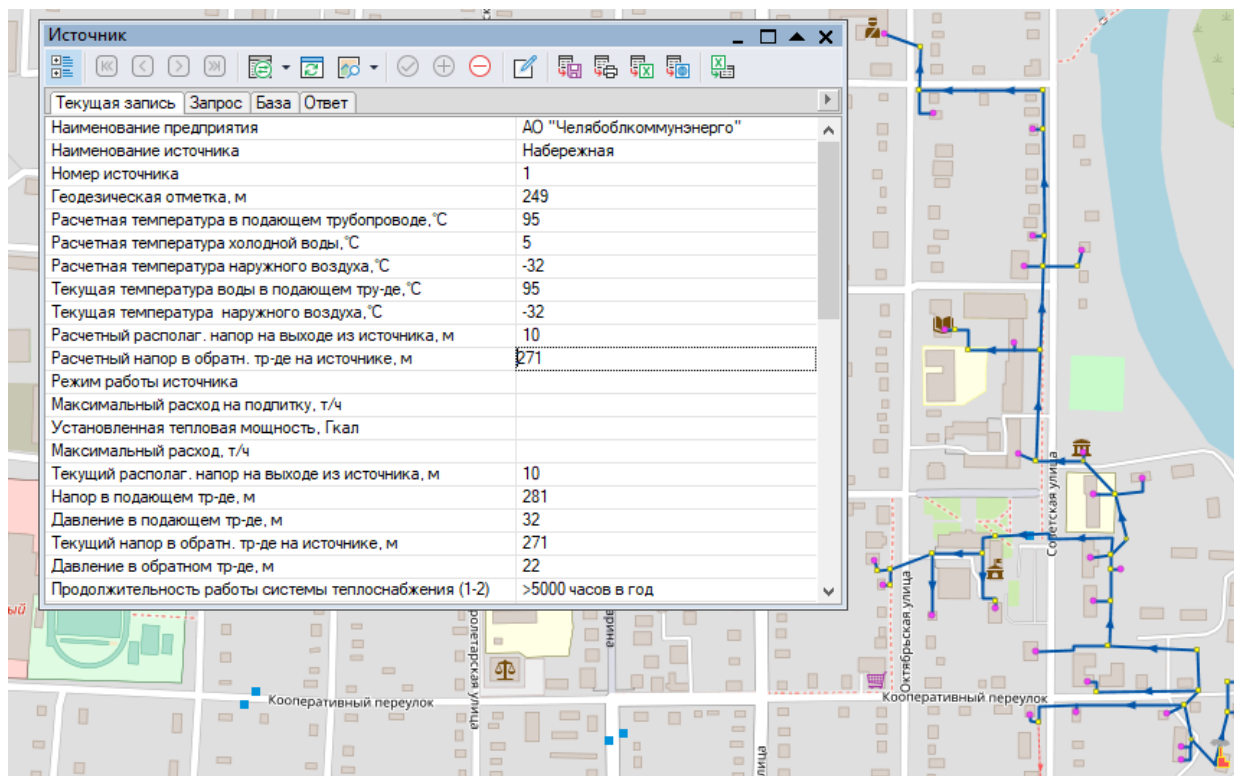 Источник
Текущая запись Запрос База Ответ
Наименование предприятия АО "Челябоблкоммунэнерго"
Наименование источника Набережная
Номер источника 1
Геодезическая отметка, м 249
Расчетная температура в подающем трубопроводе,°C 95
Расчетная температура холодной воды,°C 5
Расчетная температура наружного воздуха,°C -32
Текущая температура воды в подающем тру-де,°C 95
Текущая температура наружного воздуха,°C -32
Расчетный располаг. напор на выходе из источника, м 10
Расчетный напор в обратн. тр-де на источнике, м 271
Режим работы источника
Максимальный расход на подпитку, т/ч
Установленная тепловая мощность, Гкал
Максимальный расход, т/ч
Текущий располаг. напор на выходе из источника, м 10
Напор в подающем тр-де, м 281
Давление в подающем тр-де, м 32
Текущий напор в обратн. тр-де на источнике, м 271
Давление в обратном тр-де, м 22
Продолжительность работы системы теплоснабжения (1-2) >5000 часов в год
Советская улица
Октябрьская улица
Кооперативный переулок
Кооперативный переулок